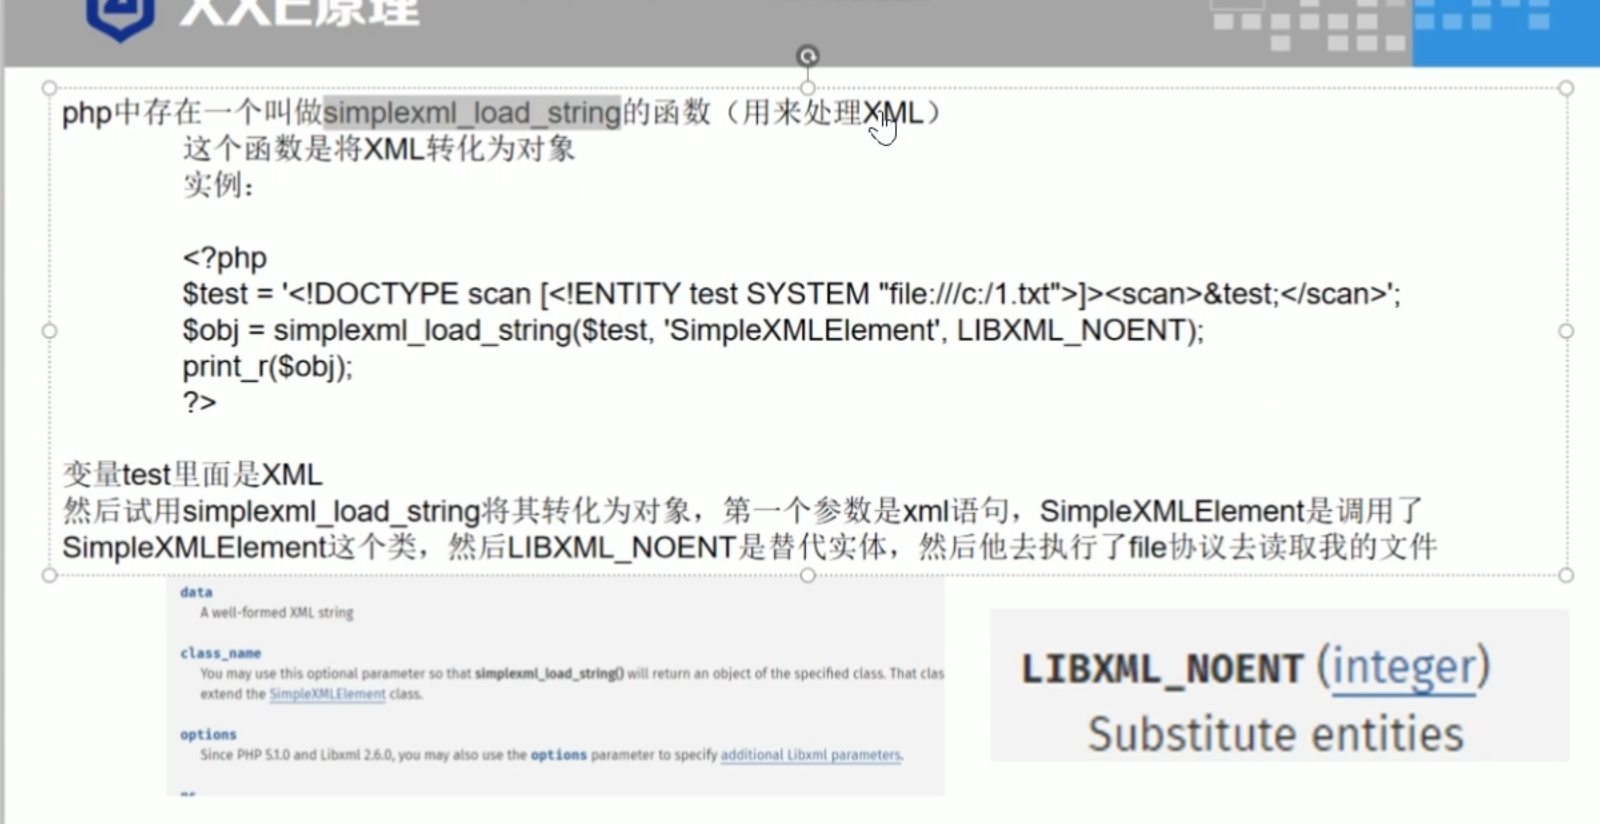 XXE原理
php中存在一个叫做simplexml_load_string的函数（用来处理XML）
这个函数是将XML转化为对象
实例：
<?php
$test = '<!DOCTYPE scan [<!ENTITY test SYSTEM "file:///c:/1.txt">]><scan>&test;</scan>';
$obj = simplexml_load_string($test, 'SimpleXMLElement', LIBXML_NOENT);
print_r($obj);
?>
变量test里面是XML
然后试用simplexml_load_string将其转化为对象，第一个参数是xml语句，SimpleXMLElement是调用了
SimpleXMLElement这个类，然后LIBXML_NOENT是替代实体，然后他去执行了file协议去读取我的文件
data
A well-formed XML string
class_name
You may use this optional parameter so that simplexml_load_string() will return an object of the specified class. That clas
extend the SimpleXMLElement class.
options
Since PHP 5.1.0 and Libxml 2.6.0, you may also use the options parameter to specify additional Libxml parameters.
LIBXML_NOENT (integer)
Substitute entities